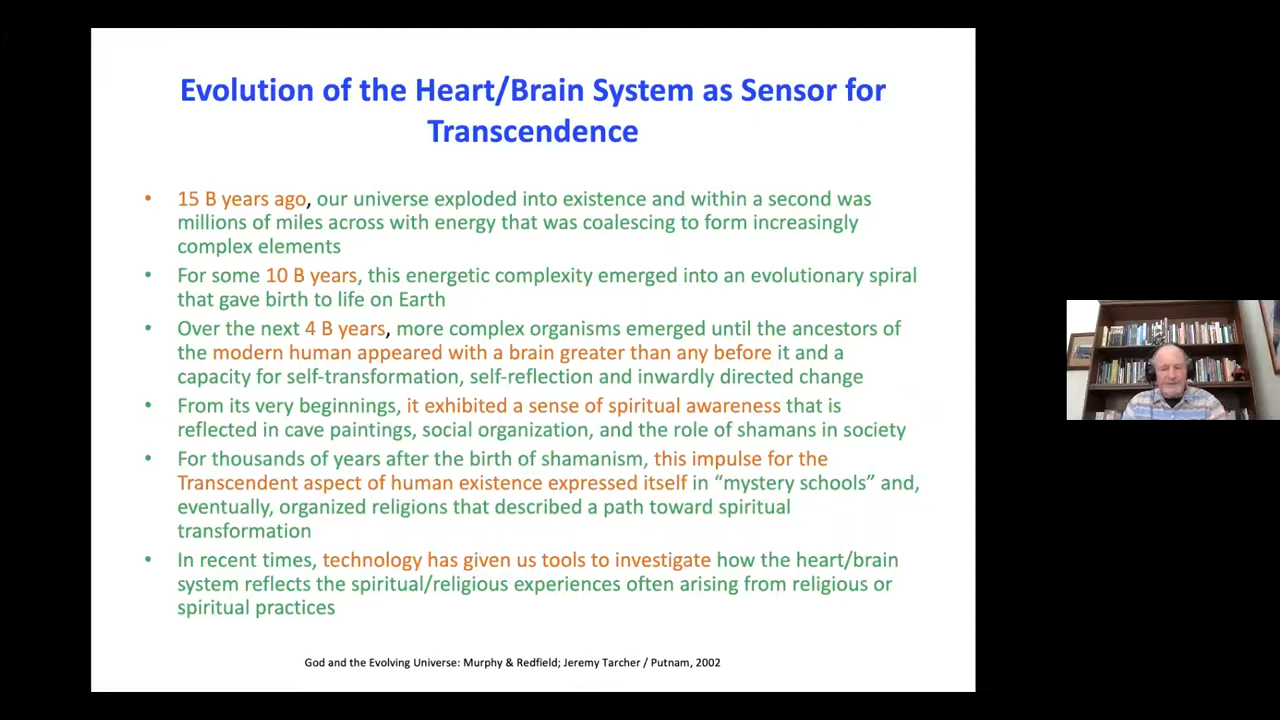 Evolution of the Heart/Brain System as Sensor for
Transcendence
• 15 B years ago, our universe exploded into existence and within a second was
millions of miles across with energy that was coalescing to form increasingly
complex elements
• For some 10 B years, this energetic complexity emerged into an evolutionary spiral
that gave birth to life on Earth
• Over the next 4 B years, more complex organisms emerged until the ancestors of
the modern human appeared with a brain greater than any before it and a
capacity for self-transformation, self-reflection and inwardly directed change
• From its very beginnings, it exhibited a sense of spiritual awareness that is
reflected in cave paintings, social organization, and the role of shamans in society
• For thousands of years after the birth of shamanism, this impulse for the
Transcendent aspect of human existence expressed itself in “mystery schools” and,
eventually, organized religions that described a path toward spiritual
transformation
• In recent times, technology has given us tools to investigate how the heart/brain
system reflects the spiritual/religious experiences often arising from religious or
spiritual practices
God and the Evolving Universe: Murphy & Redfield; Jeremy Tarcher / Putnam, 2002